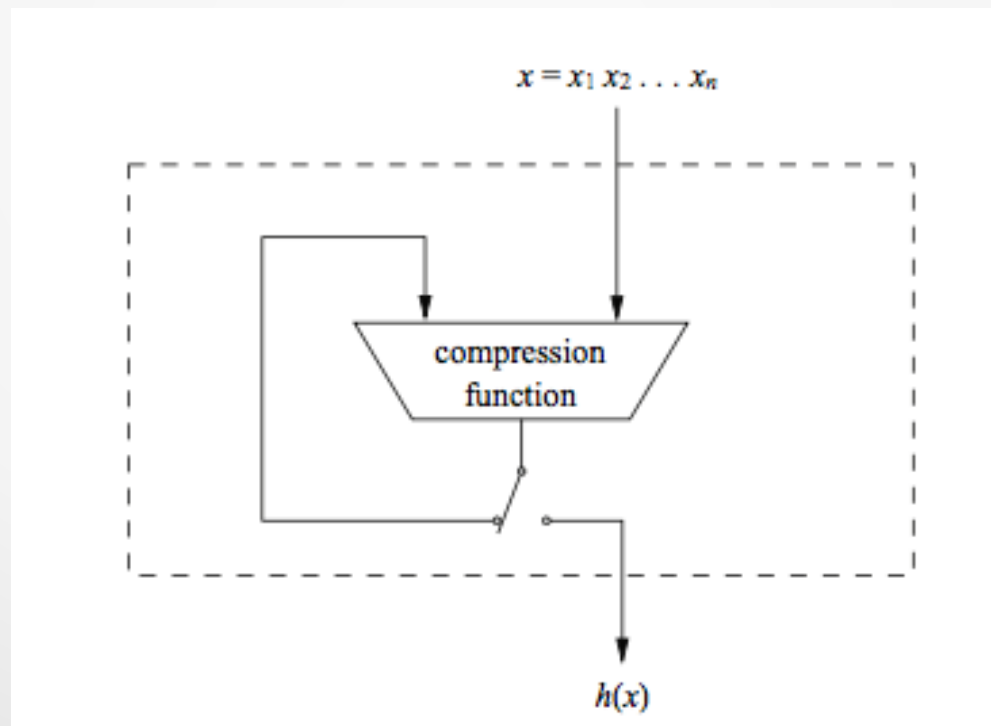 x = x₁ x₂ . . . xₙ
compression
function
h(x)